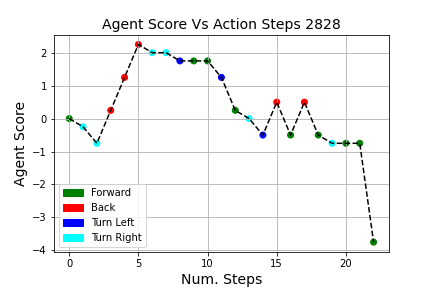 Agent Score Vs Action Steps 2828
Agent Score
2
1
0
−1
−2
−3
−4
Forward
Back
Turn Left
Turn Right
0 5 10 15 20
Num. Steps